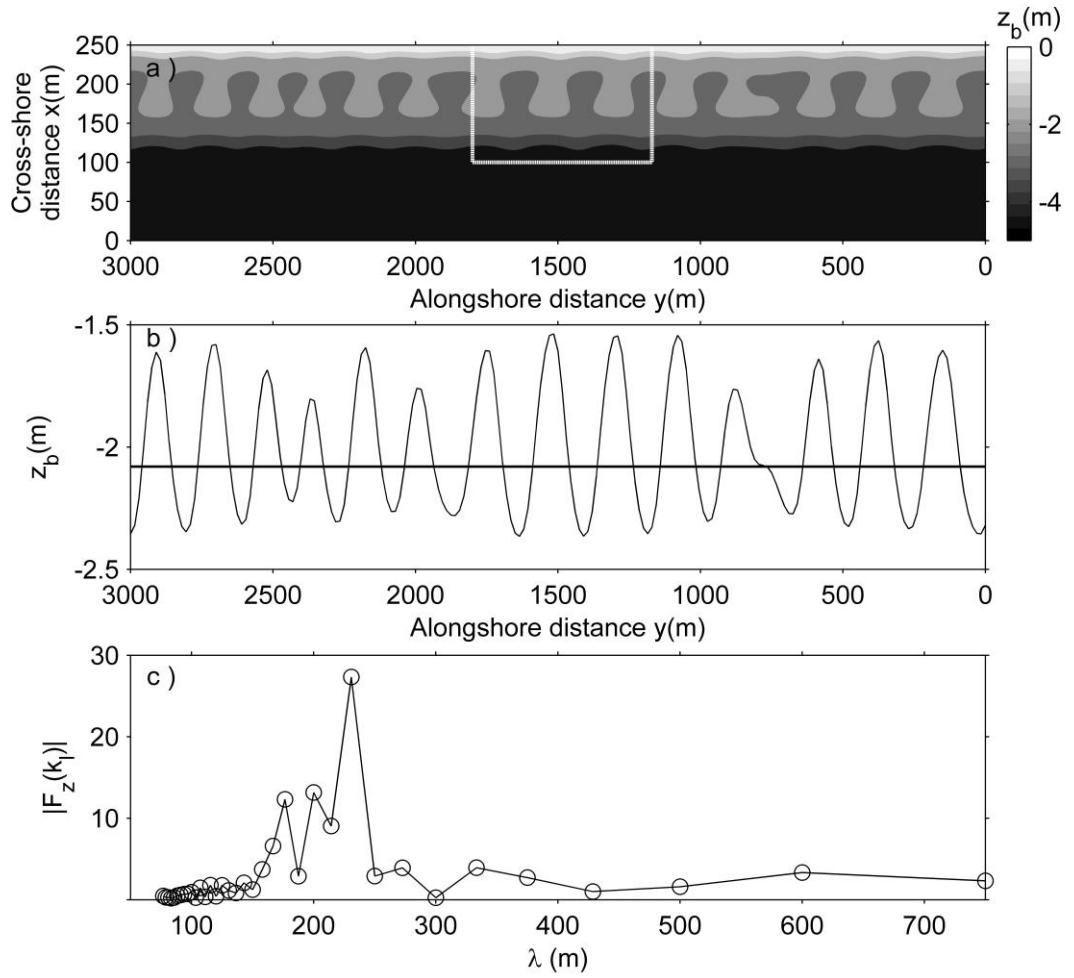 z_b(m)
a )
Cross-shore
distance x(m)
250
200
150
100
50
0
3000 2500 2000 1500 1000 500 0
Alongshore distance y(m)
0
-2
-4
b )
z_b(m)
-1.5
-2
-2.5
3000 2500 2000 1500 1000 500 0
Alongshore distance y(m)
c )
|F_z(k_l)|
30
20
10
100 200 300 400 500 600 700
λ (m)